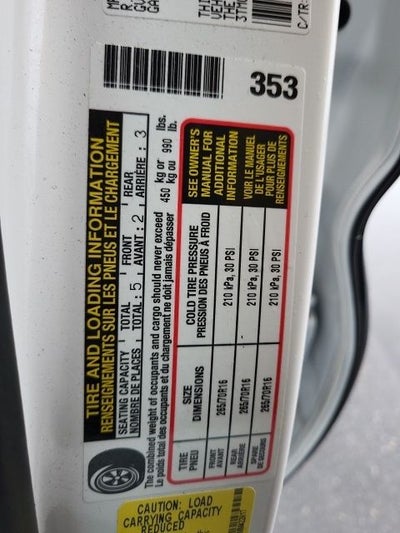 353
TIRE AND LOADING INFORMATION
RENSEIGNEMENTS SUR LES PNEUS ET LE CHARGEMENT
SEATING CAPACITY TOTAL FRONT REAR
NOMBRE DE PLACES : TOTAL : 5 AVANT : 2 ARRIÈRE : 3
The combined weight of occupants and cargo should never exceed 450 kg or 990 lbs.
Le poids total des occupants et du chargement ne doit jamais dépasser 450 kg ou 990 lb.
TIRE SIZE COLD TIRE PRESSURE SEE OWNER'S
PNEU DIMENSIONS PRESSION DES PNEUS À FROID MANUAL FOR
ADDITIONAL
INFORMATION
FRONT 265/70R16 210 kPa, 30 PSI
AVANT
REAR 265/70R16 210 kPa, 30 PSI
ARRIÈRE
SPARE 265/70R16 210 kPa, 30 PSI
DE SECOURS
VOIR LE MANUEL
DE L'USAGER
POUR PLUS DE
RENSEIGNEMENTS
CAUTION: LOAD
CARRYING CAPACITY
REDUCED
C/TR